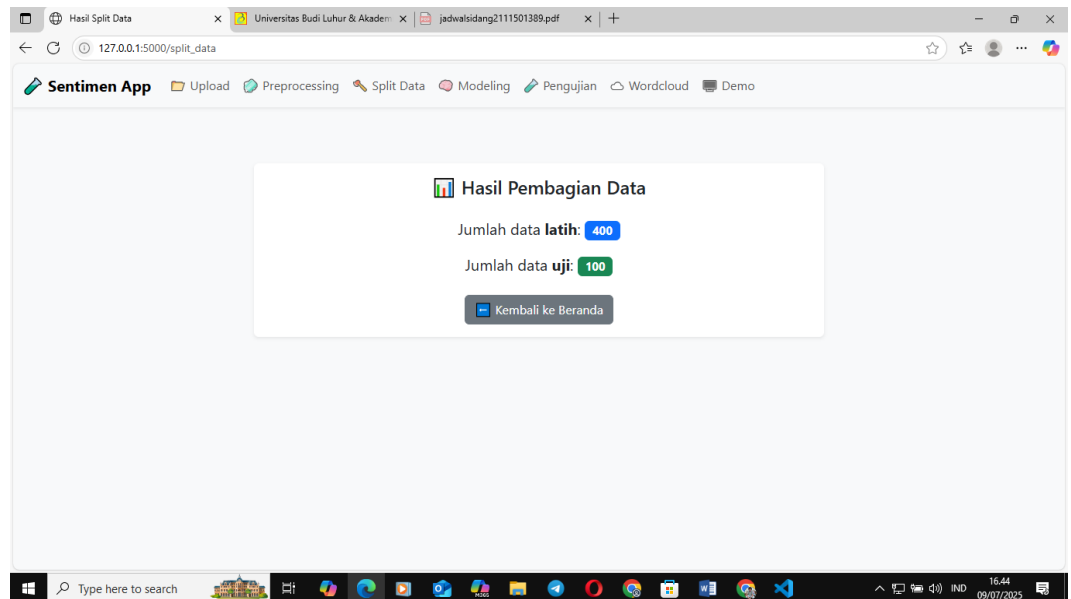 Hasil Split Data
Universitas Budi Luhur & Akadem
jadwalsidang2111501389.pdf
127.0.0.1:5000/split_data
Sentimen App Upload Preprocessing Split Data Modeling Pengujian Wordcloud Demo
Hasil Pembagian Data
Jumlah data latih: 400
Jumlah data uji: 100
Kembali ke Beranda
Type here to search
M365
IND
16.44
09/07/2025